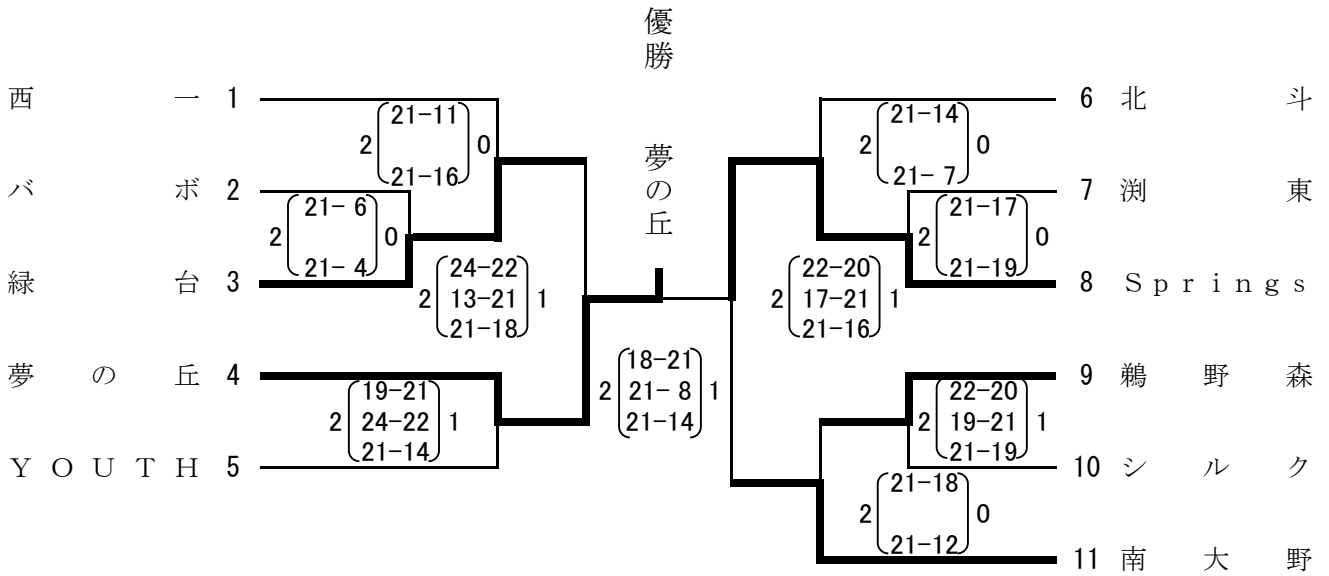 優勝 夢の丘
西一 1
バボ 2
緑台 3
夢の丘 4
YOUTH 5
2 21-11 0
21-16
2 21- 6 0
21- 4
24-22
2 13-21 1
21-18
19-21
2 24-22 1
21-14
18-21
2 21- 8 1
21-14
6 北斗
7 渕東
8 Springs
9 鵜野森
10 シルク
11 南大野
2 21-14 0
21- 7
2 21-17 0
21-19
22-20
2 17-21 1
21-16
22-20
2 19-21 1
21-19
2 21-18 0
21-12